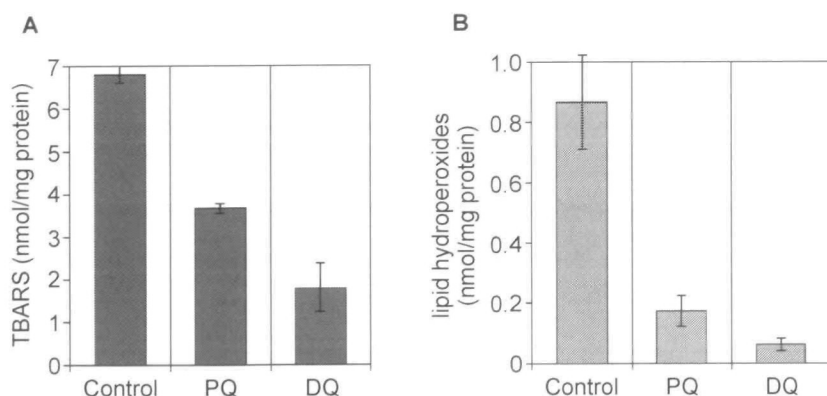 A
TBARS (nmol/mg protein)
7
6
5
4
3
2
1
0
Control PQ DQ
B
lipid hydroperoxides
(nmol/mg protein)
1.0
0.8
0.6
0.4
0.2
0
Control PQ DQ